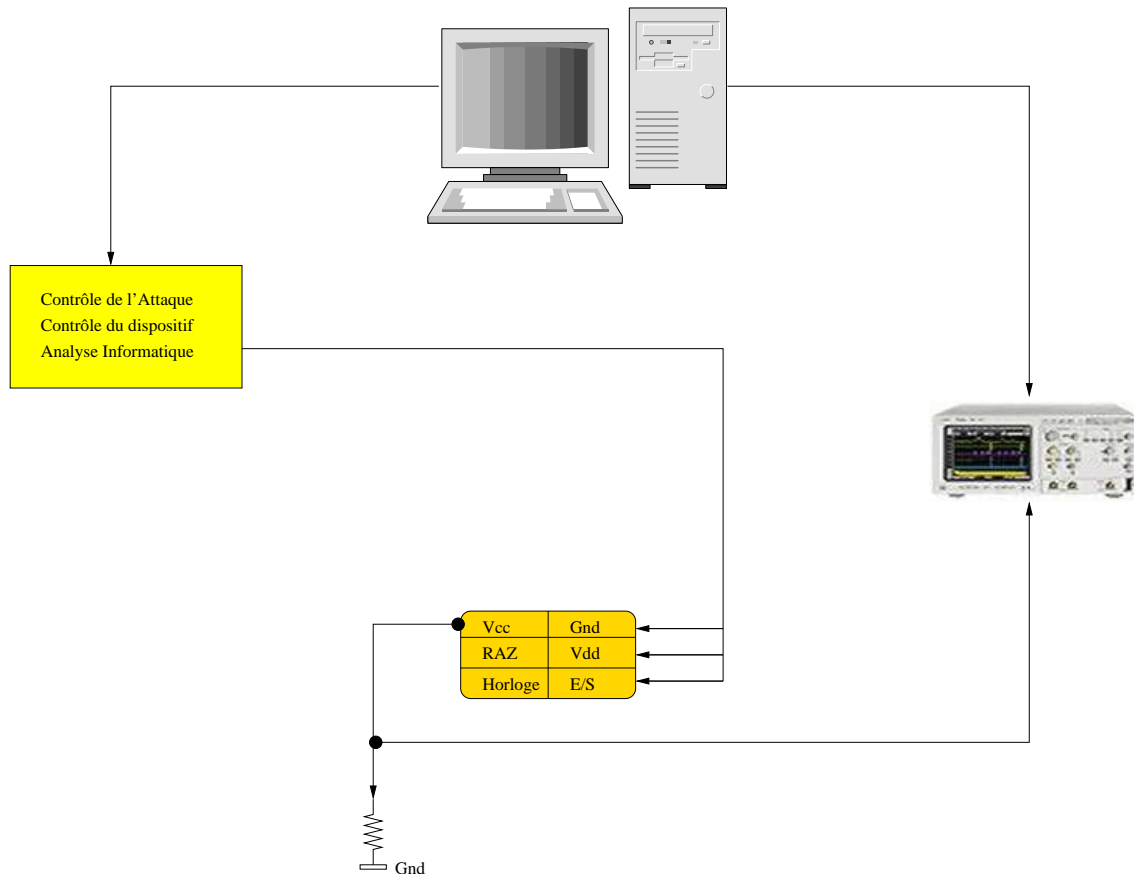 Contrôle de l’Attaque
Contrôle du dispositif
Analyse Informatique
Vcc Gnd
RAZ Vdd
Horloge E/S
Gnd